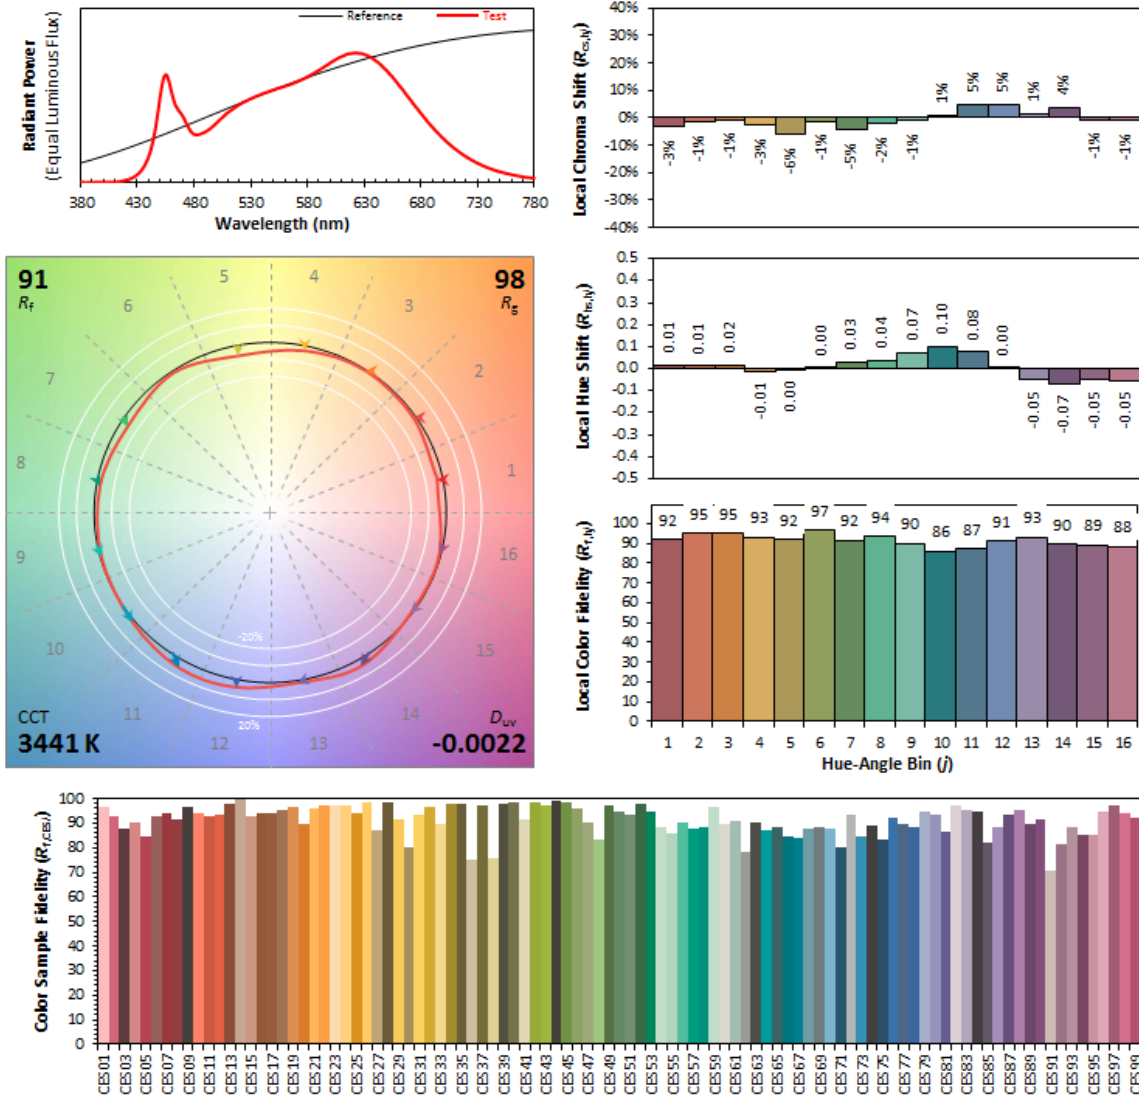 Radiant Power
(Equal Luminous Flux)
Reference
Test
380 430 480 530 580 630 680 730 780
Wavelength (nm)
Local Chroma Shift (Rcs,hj)
40%
30%
20%
10%
0%
-10%
-20%
-30%
-40%
-3% -1% -1% -3% -6% -1% -5% -2% -1% 1% 5% 5% 1% 4% -1% -1%
91
Rf
98
Rg
5 4
6 3
7 2
8 1
9 16
10 15
11 14
12 13
-20%
20%
CCT
3441 K
Duv
-0.0022
Local Hue Shift (Rhs,hj)
0.5
0.4
0.3
0.2
0.1
0.0
-0.1
-0.2
-0.3
-0.4
-0.5
0.01 0.01 0.02 -0.01 0.00 0.00 0.03 0.04 0.07 0.10 0.08 0.00 -0.05 -0.07 -0.05 -0.05
Local Color Fidelity (Rf,hj)
100
90
80
70
60
50
40
30
20
10
0
92 95 95 93 92 97 92 94 90 86 87 91 93 90 89 88
1 2 3 4 5 6 7 8 9 10 11 12 13 14 15 16
Hue-Angle Bin (j)
Color Sample Fidelity (Rf,CESi)
100
90
80
70
60
50
40
30
20
10
0
CES01 CES03 CES05 CES07 CES09 CES11 CES13 CES15 CES17 CES19 CES21 CES23 CES25 CES27 CES29 CES31 CES33 CES35 CES37 CES39 CES41 CES43 CES45 CES47 CES49 CES51 CES53 CES55 CES57 CES59 CES61 CES63 CES65 CES67 CES69 CES71 CES73 CES75 CES77 CES79 CES81 CES83 CES85 CES87 CES89 CES91 CES93 CES95 CES97 CES99